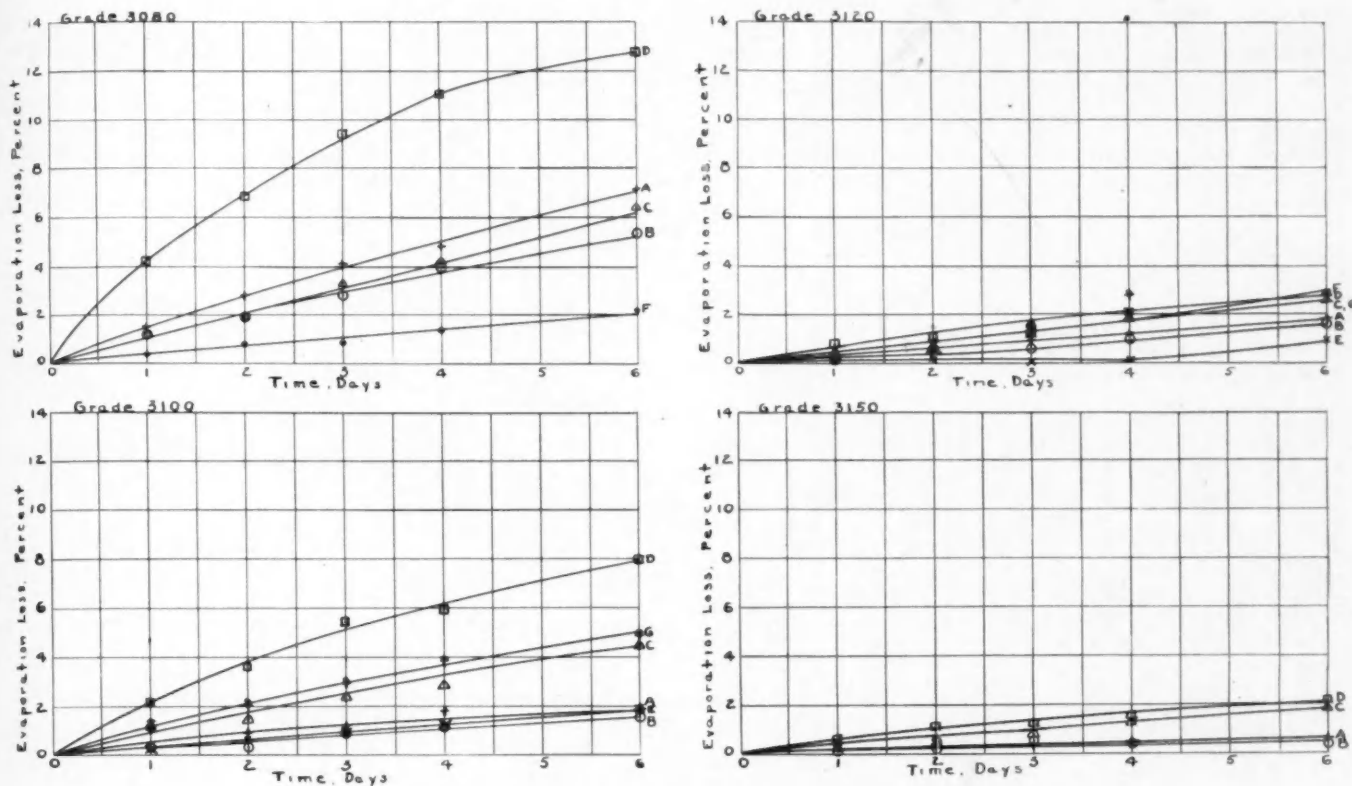 Grade 3080
14
12
10
8
6
4
2
0
Evaporation Loss, Percent
D
A
C
B
F
0 1 2 3 4 5 6
Time, Days
Grade 3120
14
12
10
8
6
4
2
0
Evaporation Loss, Percent
F
D
C, G
A
B
E
0 1 2 3 4 5 6
Time, Days
Grade 3100
14
12
10
8
6
4
2
0
Evaporation Loss, Percent
D
G
C
A
B
0 1 2 3 4 5 6
Time, Days
Grade 3150
14
12
10
8
6
4
2
0
Evaporation Loss, Percent
D
C
A
B
0 1 2 3 4 5 6
Time, Days